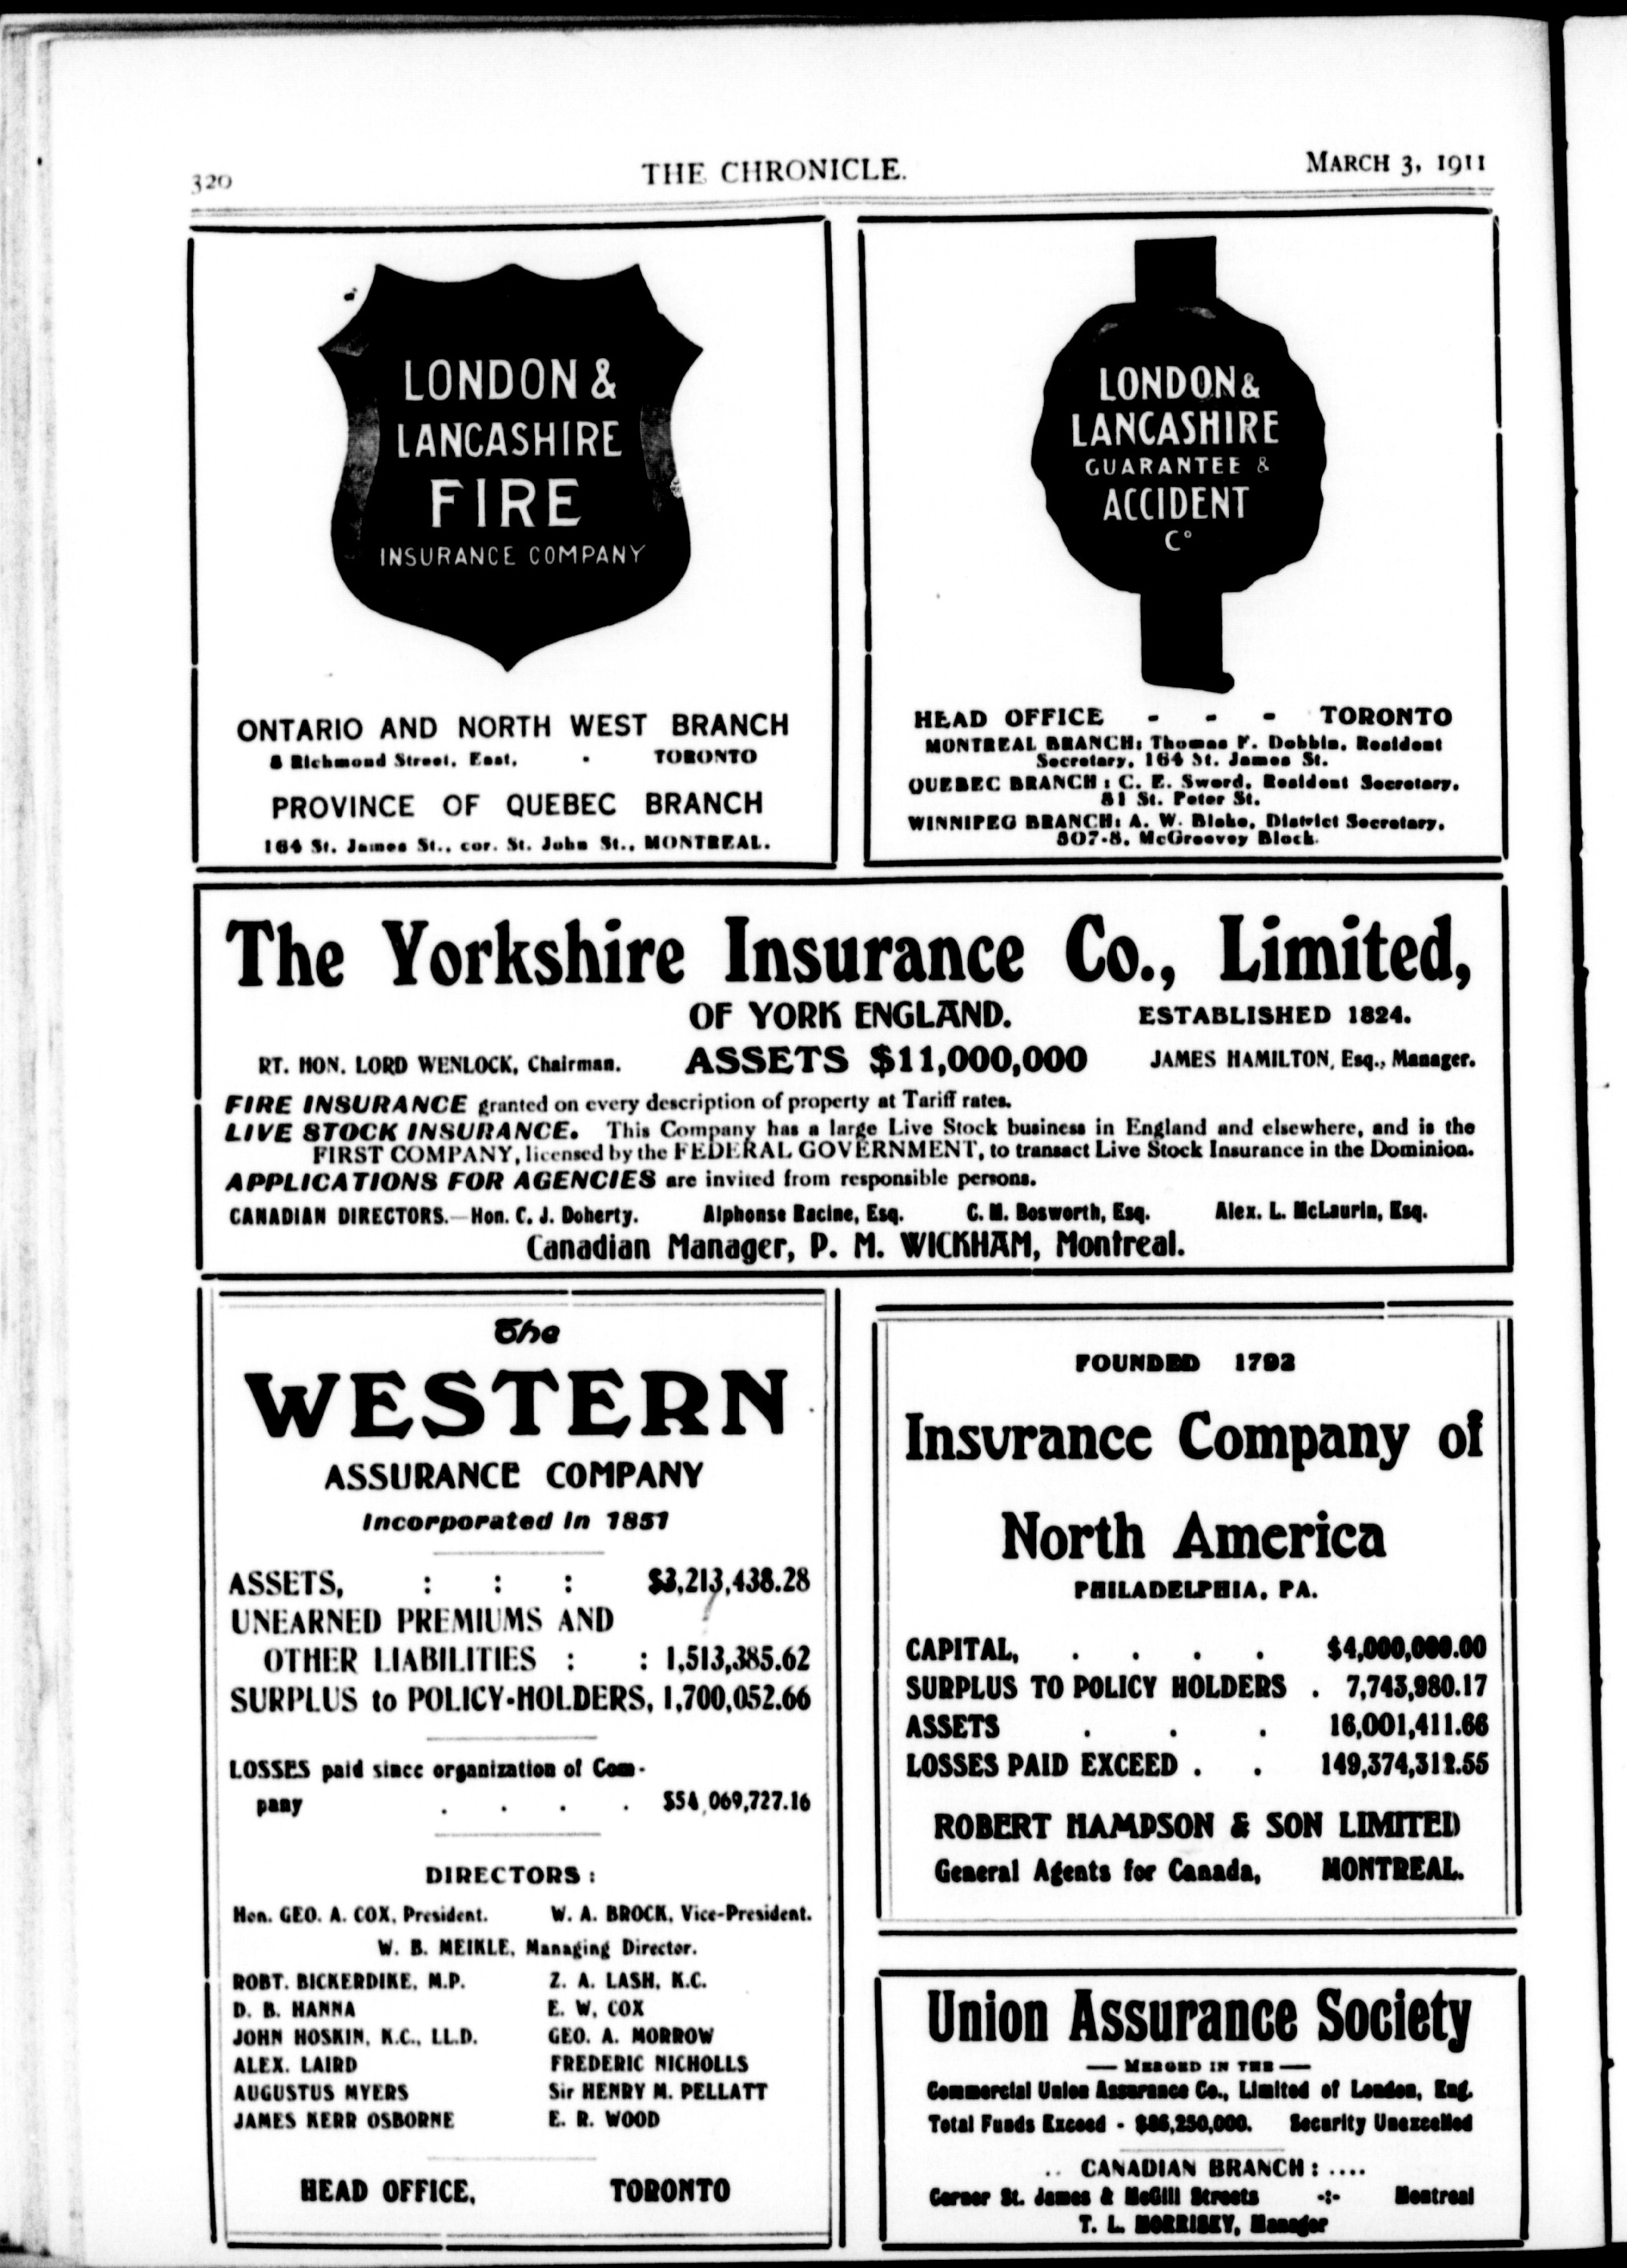 320
THE CHRONICLE.
MARCH 3, 1911
LONDON &
LANCASHIRE
FIRE
INSURANCE COMPANY
ONTARIO AND NORTH WEST BRANCH
8 Richmond Street, East, - TORONTO
PROVINCE OF QUEBEC BRANCH
164 St. James St., cor. St. John St., MONTREAL.
LONDON &
LANCASHIRE
GUARANTEE &
ACCIDENT
Co
HEAD OFFICE - - - TORONTO
MONTREAL BRANCH: Thomas F. Dobbin, Resident
Secretary, 164 St. James St.
QUEBEC BRANCH: C. E. Sword, Resident Secretary,
81 St. Peter St.
WINNIPEG BRANCH: A. W. Blake, District Secretary,
507-8, McGreevey Block.
The Yorkshire Insurance Co., Limited,
OF YORK ENGLAND. ESTABLISHED 1824.
RT. HON. LORD WENLOCK, Chairman. ASSETS $11,000,000 JAMES HAMILTON, Esq., Manager.
FIRE INSURANCE granted on every description of property at Tariff rates.
LIVE STOCK INSURANCE. This Company has a large Live Stock business in England and elsewhere, and is the
FIRST COMPANY, licensed by the FEDERAL GOVERNMENT, to transact Live Stock Insurance in the Dominion.
APPLICATIONS FOR AGENCIES are invited from responsible persons.
CANADIAN DIRECTORS.—Hon. C. J. Doherty. Alphonse Racine, Esq. C. M. Bosworth, Esq. Alex. L. McLaurin, Esq.
Canadian Manager, P. M. WICKHAM, Montreal.
The
WESTERN
ASSURANCE COMPANY
Incorporated in 1851
ASSETS, : : : $3,213,438.28
UNEARNED PREMIUMS AND
OTHER LIABILITIES : : 1,513,385.62
SURPLUS to POLICY-HOLDERS, 1,700,052.66
LOSSES paid since organization of Com-
pany . . . . $54,069,727.16
DIRECTORS:
Hon. GEO. A. COX, President. W. A. BROCK, Vice-President.
W. B. MEIKLE, Managing Director.
ROBT. BICKERDIKE, M.P. Z. A. LASH, K.C.
D. B. HANNA E. W. COX
JOHN HOSKIN, K.C., LL.D. GEO. A. MORROW
ALEX. LAIRD FREDERIC NICHOLLS
AUGUSTUS MYERS Sir HENRY M. PELLATT
JAMES KERR OSBORNE E. R. WOOD
HEAD OFFICE, TORONTO
FOUNDED 1792
Insurance Company of
North America
PHILADELPHIA, PA.
CAPITAL, . . . . $4,000,000.00
SURPLUS TO POLICY HOLDERS . 7,743,980.17
ASSETS . . . 16,001,411.66
LOSSES PAID EXCEED . . 149,374,312.55
ROBERT HAMPSON & SON LIMITED
General Agents for Canada, MONTREAL.
Union Assurance Society
— MERGED IN THE —
Commercial Union Assurance Co., Limited of London, Eng.
Total Funds Exceed - $86,250,000. Security Unexcelled
.. CANADIAN BRANCH: ....
Corner St. James & McGill Streets -:- Montreal
T. L. MORRISEY, Manager